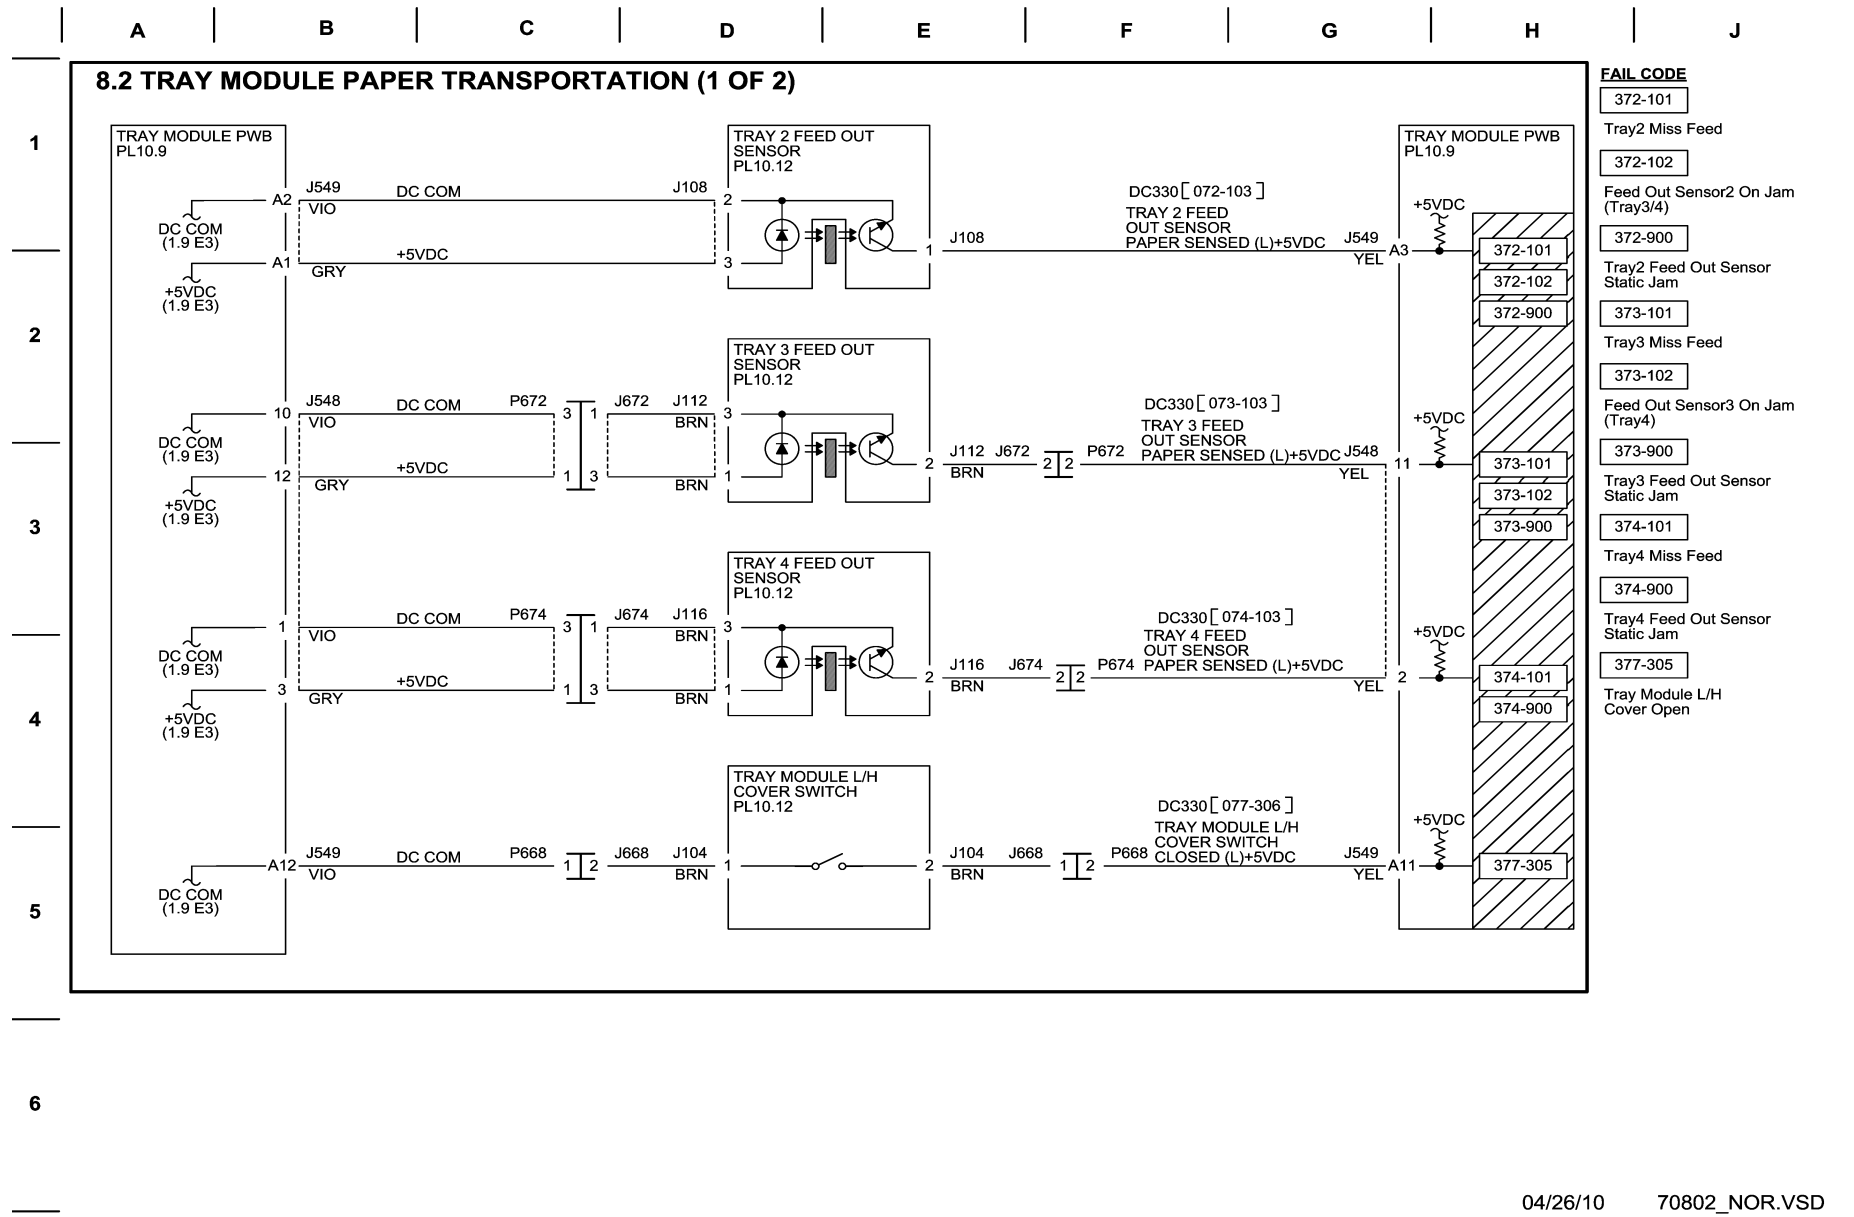 A B C D E F G H J
8.2 TRAY MODULE PAPER TRANSPORTATION (1 OF 2)
1
TRAY MODULE PWB
PL10.9
TRAY 2 FEED OUT
SENSOR
PL10.12
TRAY MODULE PWB
PL10.9
A2 J549 DC COM J108 2
VIO
DC COM
(1.9 E3)
A1 +5VDC 3
GRY
+5VDC
(1.9 E3)
1 J108
DC330 [ 072-103 ]
TRAY 2 FEED
OUT SENSOR
PAPER SENSED (L)+5VDC
J549 A3
YEL
+5VDC
372-101
372-102
372-900
2
TRAY 3 FEED OUT
SENSOR
PL10.12
10 J548 DC COM P672 3 1 J672 J112 3
VIO BRN
DC COM
(1.9 E3)
12 +5VDC 1 3 1
GRY BRN
+5VDC
(1.9 E3)
2 J112 J672 2 2 P672
BRN
DC330 [ 073-103 ]
TRAY 3 FEED
OUT SENSOR
PAPER SENSED (L)+5VDC
J548 11
YEL
+5VDC
373-101
373-102
373-900
3
TRAY 4 FEED OUT
SENSOR
PL10.12
1 DC COM P674 3 1 J674 J116 3
VIO BRN
DC COM
(1.9 E3)
3 +5VDC 1 3 1
GRY BRN
+5VDC
(1.9 E3)
2 J116 J674 2 2 P674
BRN
DC330 [ 074-103 ]
TRAY 4 FEED
OUT SENSOR
PAPER SENSED (L)+5VDC
2
YEL
+5VDC
374-101
374-900
4
TRAY MODULE L/H
COVER SWITCH
PL10.12
A12 J549 DC COM P668 1 2 J668 J104 1
VIO BRN
DC COM
(1.9 E3)
2 J104 J668 1 2 P668
BRN
DC330 [ 077-306 ]
TRAY MODULE L/H
COVER SWITCH
CLOSED (L)+5VDC
J549 A11
YEL
+5VDC
377-305
5
6
FAIL CODE
372-101
Tray2 Miss Feed
372-102
Feed Out Sensor2 On Jam
(Tray3/4)
372-900
Tray2 Feed Out Sensor
Static Jam
373-101
Tray3 Miss Feed
373-102
Feed Out Sensor3 On Jam
(Tray4)
373-900
Tray3 Feed Out Sensor
Static Jam
374-101
Tray4 Miss Feed
374-900
Tray4 Feed Out Sensor
Static Jam
377-305
Tray Module L/H
Cover Open
04/26/10 70802_NOR.VSD